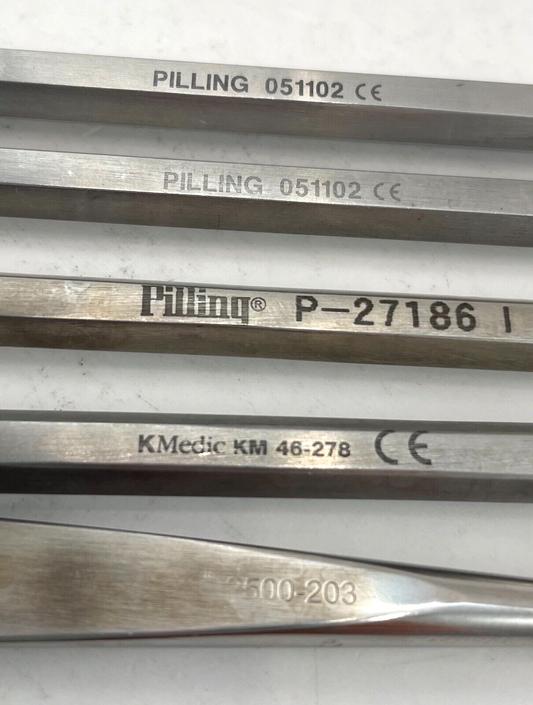 PILLING 051102 CE
PILLING 051102 CE
Pilling® P-27186 I
KMedic KM 46-278 CE